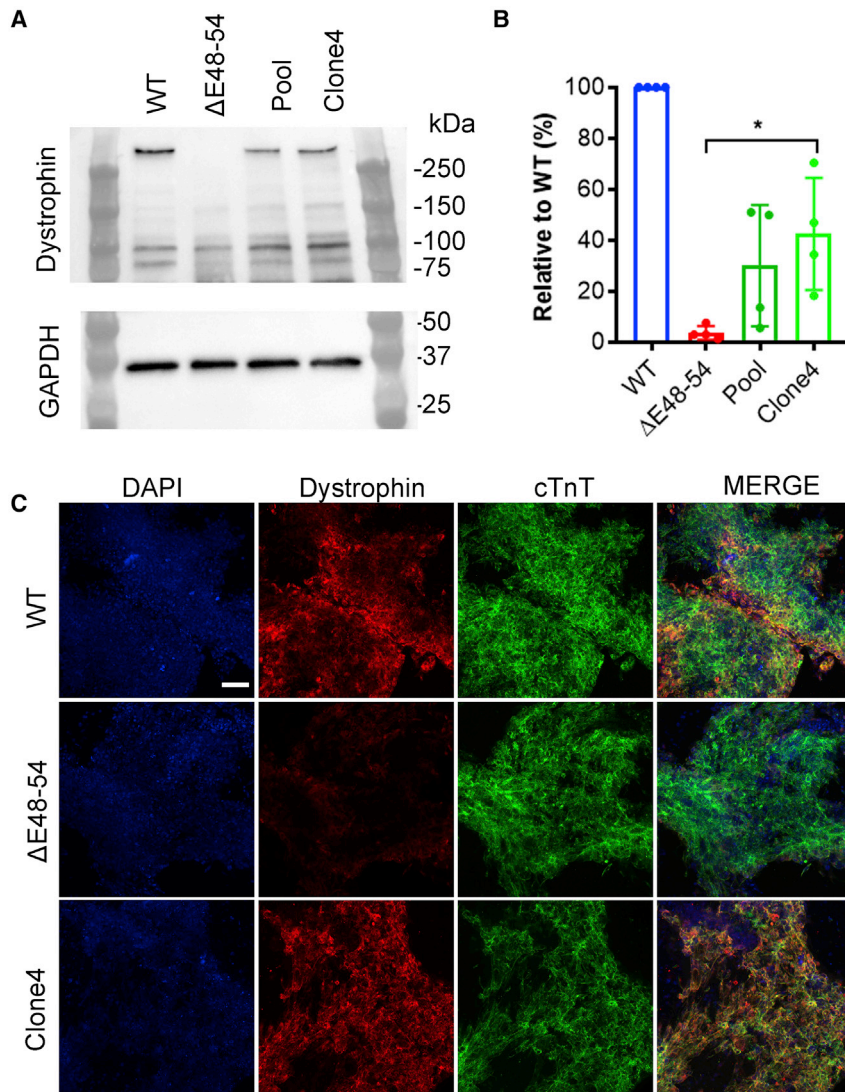 A
WT
ΔE48-54
Pool
Clone4
kDa
Dystrophin
-250
-150
-100
-75
GAPDH
-50
-37
-25
B
Relative to WT (%)
100
80
60
40
20
0
*
WT
ΔE48-54
Pool
Clone4
C
DAPI
Dystrophin
cTnT
MERGE
WT
ΔE48-54
Clone4